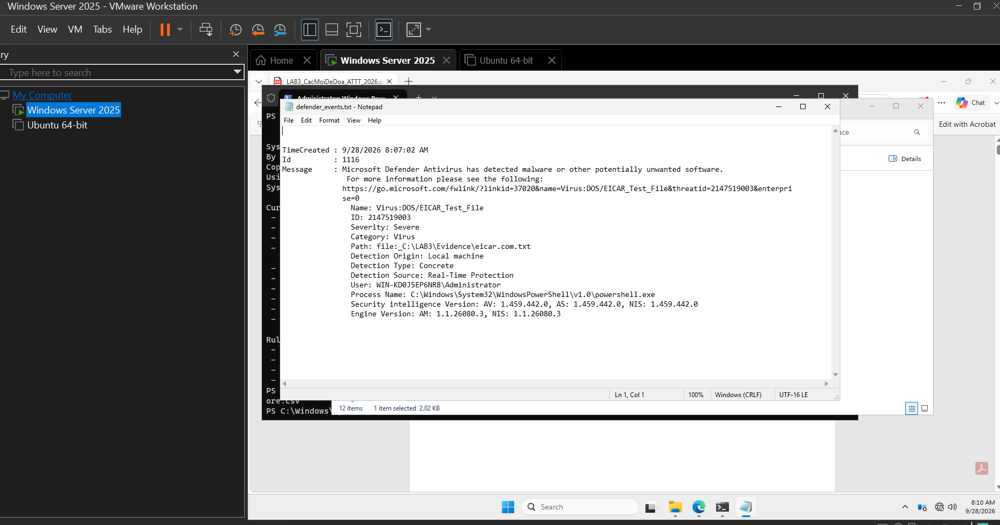 Windows Server 2025 - VMware Workstation
Edit View VM Tabs Help
ry
Type here to search
My Computer
Windows Server 2025
Ubuntu 64-bit
Home
Windows Server 2025
Ubuntu 64-bit
LAB3_CacMoiDeDoa_ATTT_2026.p
Administrator: Windows Pow
Chat
Edit with Acrobat
nce
Details
PS
Sys
By
Cop
Usi
Sys
Cur
-
-
-
-
-
-
-
-
-
-
Rul
-
-
-
-
PS
ore.csv
PS C:\Windows\
defender_events.txt - Notepad
File Edit Format View Help
TimeCreated : 9/28/2026 8:07:02 AM
Id : 1116
Message : Microsoft Defender Antivirus has detected malware or other potentially unwanted software.
For more information please see the following:
https://go.microsoft.com/fwlink/?linkid=37020&name=Virus:DOS/EICAR_Test_File&threatid=2147519003&enterpri
se=0
Name: Virus:DOS/EICAR_Test_File
ID: 2147519003
Severity: Severe
Category: Virus
Path: file:_C:\LAB3\Evidence\eicar.com.txt
Detection Origin: Local machine
Detection Type: Concrete
Detection Source: Real-Time Protection
User: WIN-KD0J5EP6NR8\Administrator
Process Name: C:\Windows\System32\WindowsPowerShell\v1.0\powershell.exe
Security intelligence Version: AV: 1.459.442.0, AS: 1.459.442.0, NIS: 1.459.442.0
Engine Version: AM: 1.1.26080.3, NIS: 1.1.26080.3
Ln 1, Col 1 100% Windows (CRLF) UTF-16 LE
12 items 1 item selected 2.02 KB
Search
8:10 AM
9/28/2026